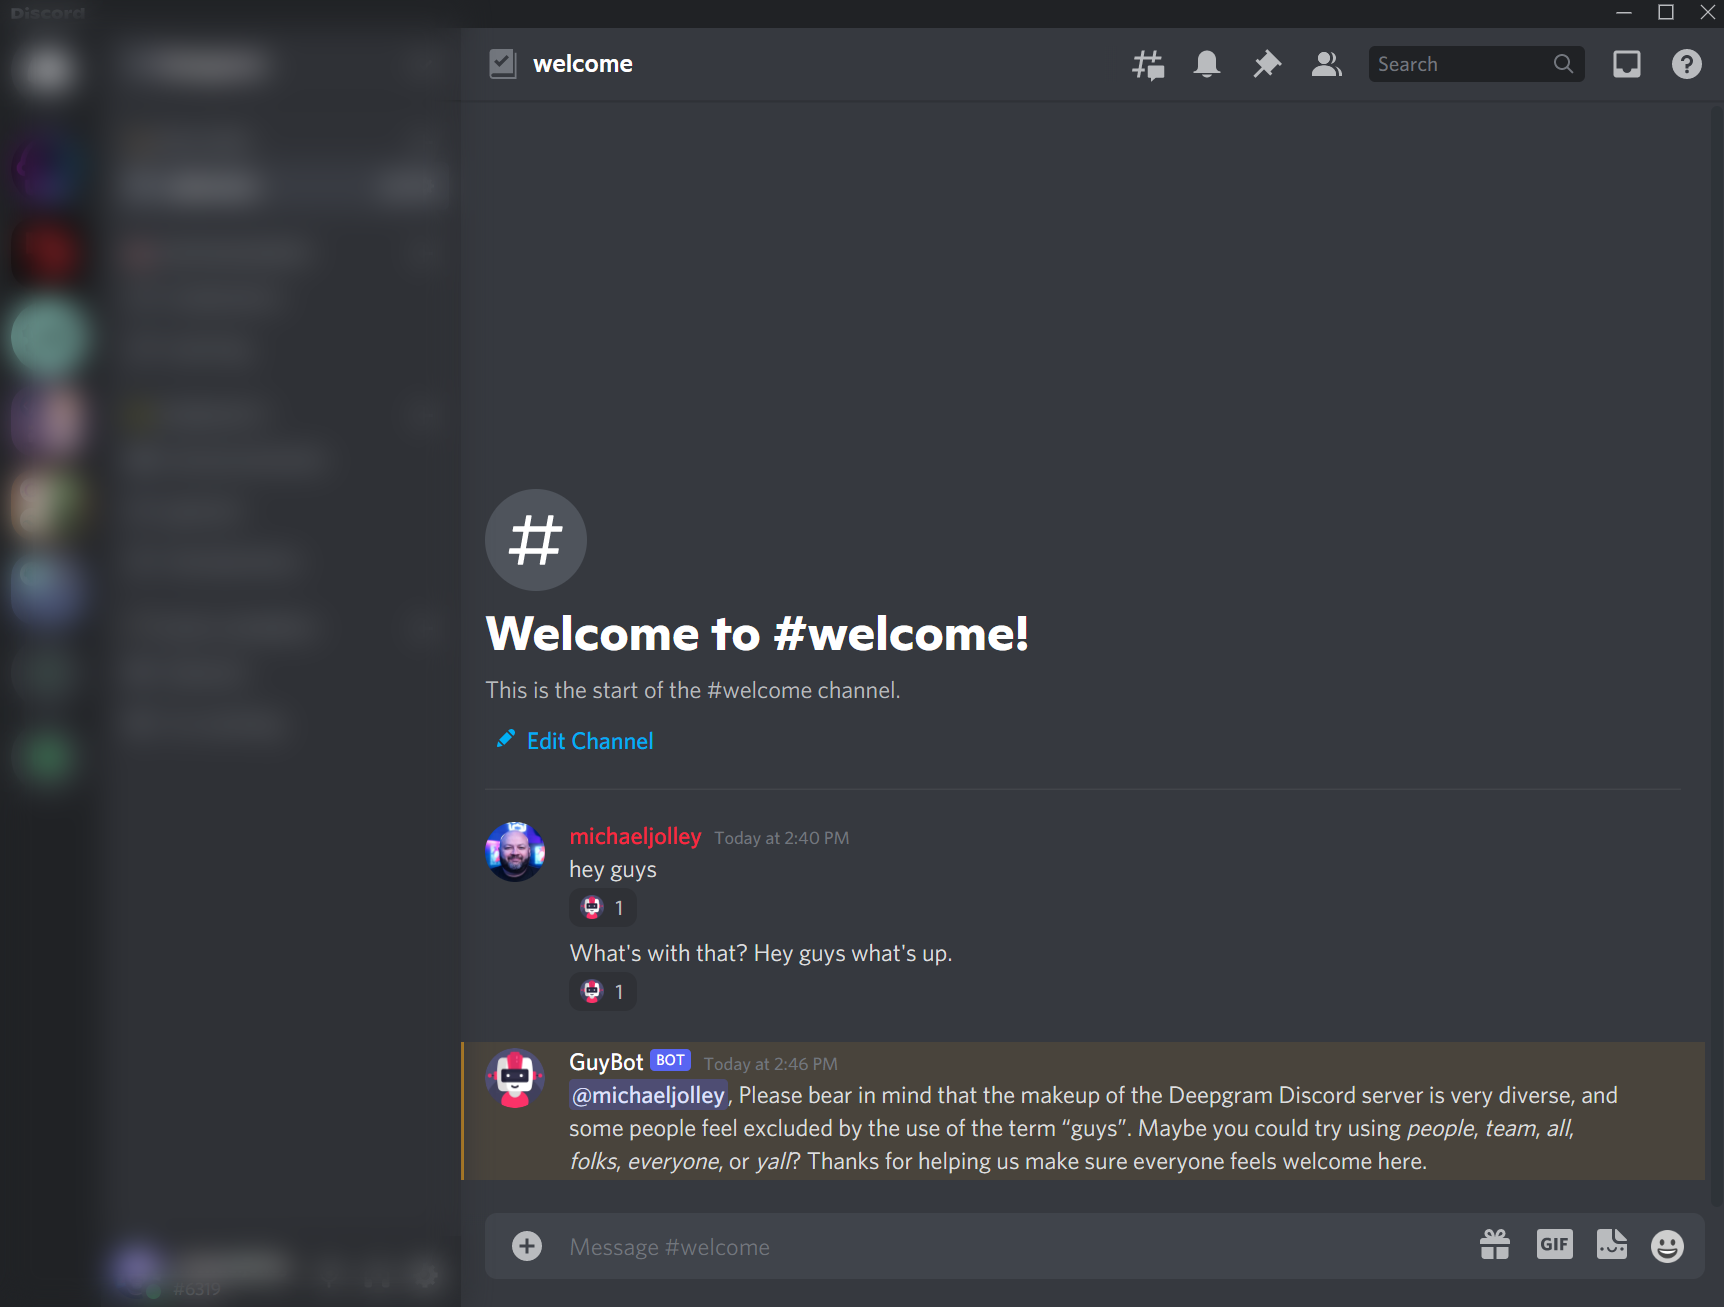 Discord
welcome
Search
Welcome to #welcome!
This is the start of the #welcome channel.
Edit Channel
michaeljolley Today at 2:40 PM
hey guys
1
What's with that? Hey guys what's up.
1
GuyBot BOT Today at 2:46 PM
@michaeljolley, Please bear in mind that the makeup of the Deepgram Discord server is very diverse, and
some people feel excluded by the use of the term “guys”. Maybe you could try using people, team, all,
folks, everyone, or yall? Thanks for helping us make sure everyone feels welcome here.
Message #welcome
GIF
#6319